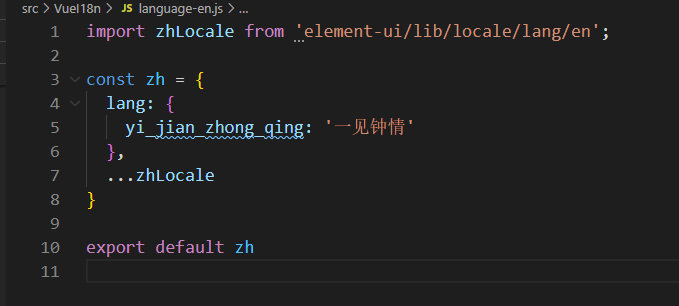 src > VueI18n > JS language-en.js > ...
1 import zhLocale from 'element-ui/lib/locale/lang/en';
2
3 const zh = {
4 lang: {
5 yi_jian_zhong_qing: '一见钟情'
6 },
7 ...zhLocale
8 }
9
10 export default zh
11